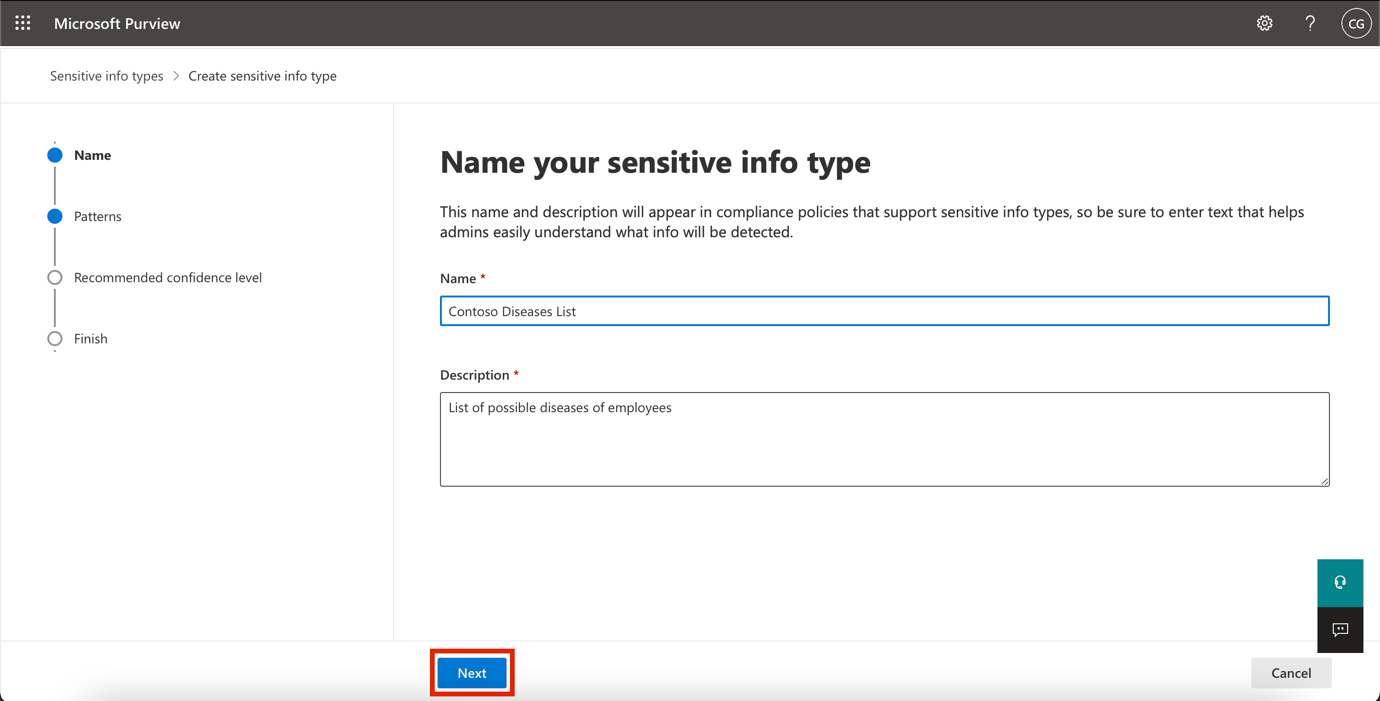 Microsoft Purview
?
CG
Sensitive info types > Create sensitive info type
Name
Patterns
Recommended confidence level
Finish
Name your sensitive info type
This name and description will appear in compliance policies that support sensitive info types, so be sure to enter text that helps
admins easily understand what info will be detected.
Name *
Contoso Diseases List
Description *
List of possible diseases of employees
Next
Cancel